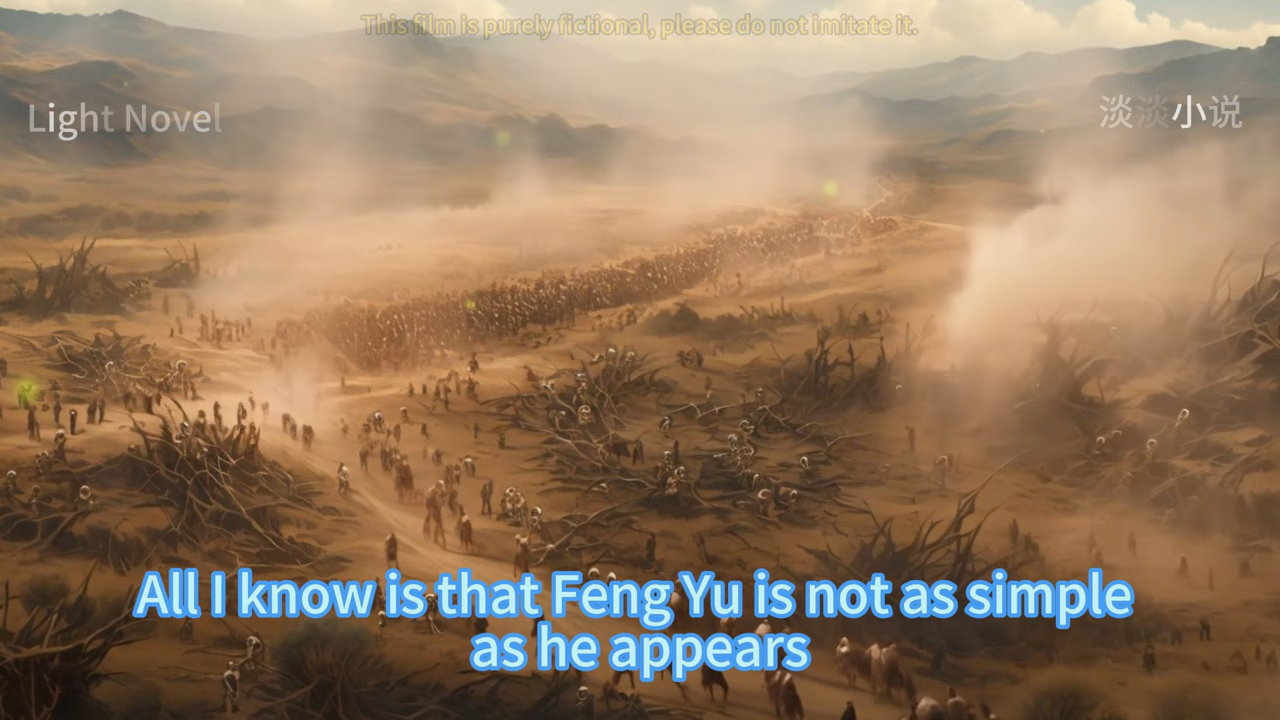 This film is purely fictional, please do not imitate it.
Light Novel
淡淡小说
All I know is that Feng Yu is not as simple
as he appears